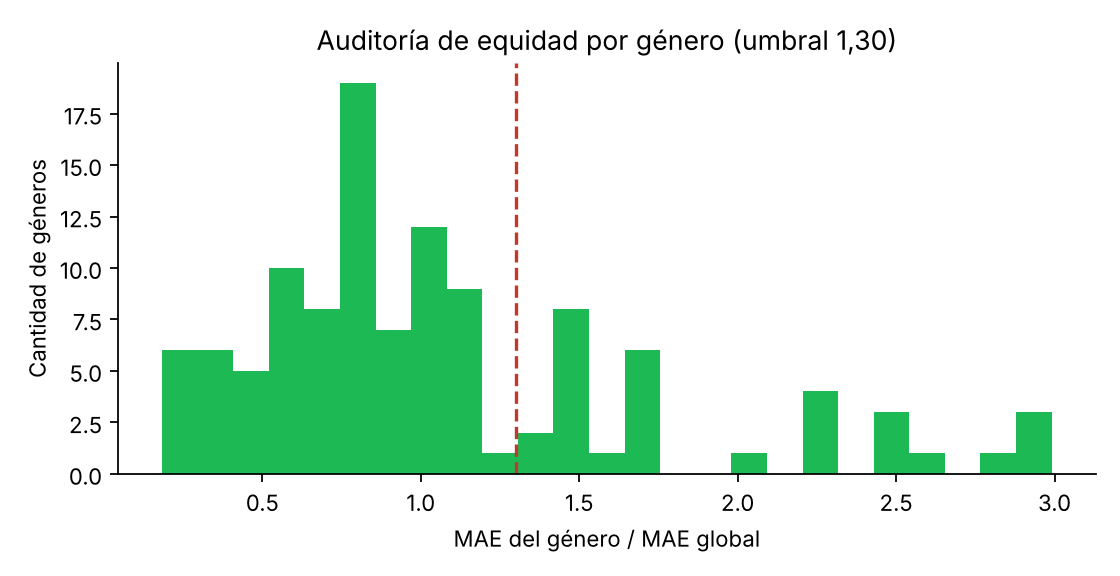 Auditoría de equidad por género (umbral 1,30)
Cantidad de géneros
17.5
15.0
12.5
10.0
7.5
5.0
2.5
0.0
0.5 1.0 1.5 2.0 2.5 3.0
MAE del género / MAE global